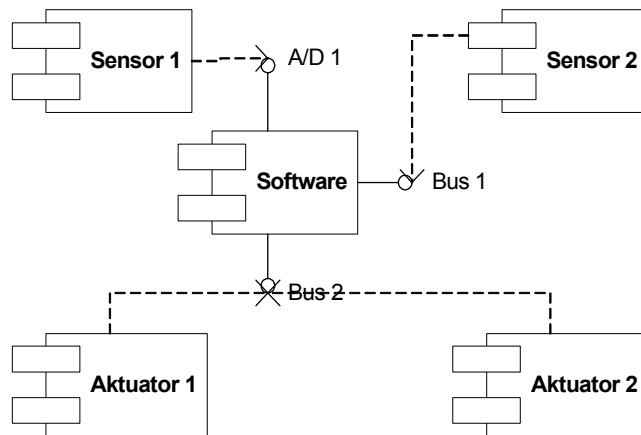 Sensor 1
A/D 1
Sensor 2
Software
Bus 1
Bus 2
Aktuator 1
Aktuator 2